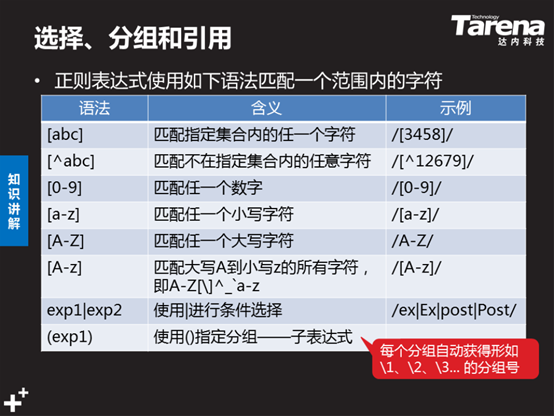 选择、分组和引用
Technology
Tarena
达内科技
• 正则表达式使用如下语法匹配一个范围内的字符
语法 含义 示例
[abc] 匹配指定集合内的任一个字符 /[3458]/
[^abc] 匹配不在指定集合内的任意字符 /[^12679]/
[0-9] 匹配任一个数字 /[0-9]/
[a-z] 匹配任一个小写字符 /[a-z]/
[A-Z] 匹配任一个大写字符 /A-Z/
[A-z] 匹配大写A到小写z的所有字符， /[A-z]/
即A-Z[\]^_`a-z
exp1|exp2 使用|进行条件选择 /ex|Ex|post|Post/
(exp1) 使用()指定分组——子表达式
每个分组自动获得形如
\1、\2、\3... 的分组号
知识讲解